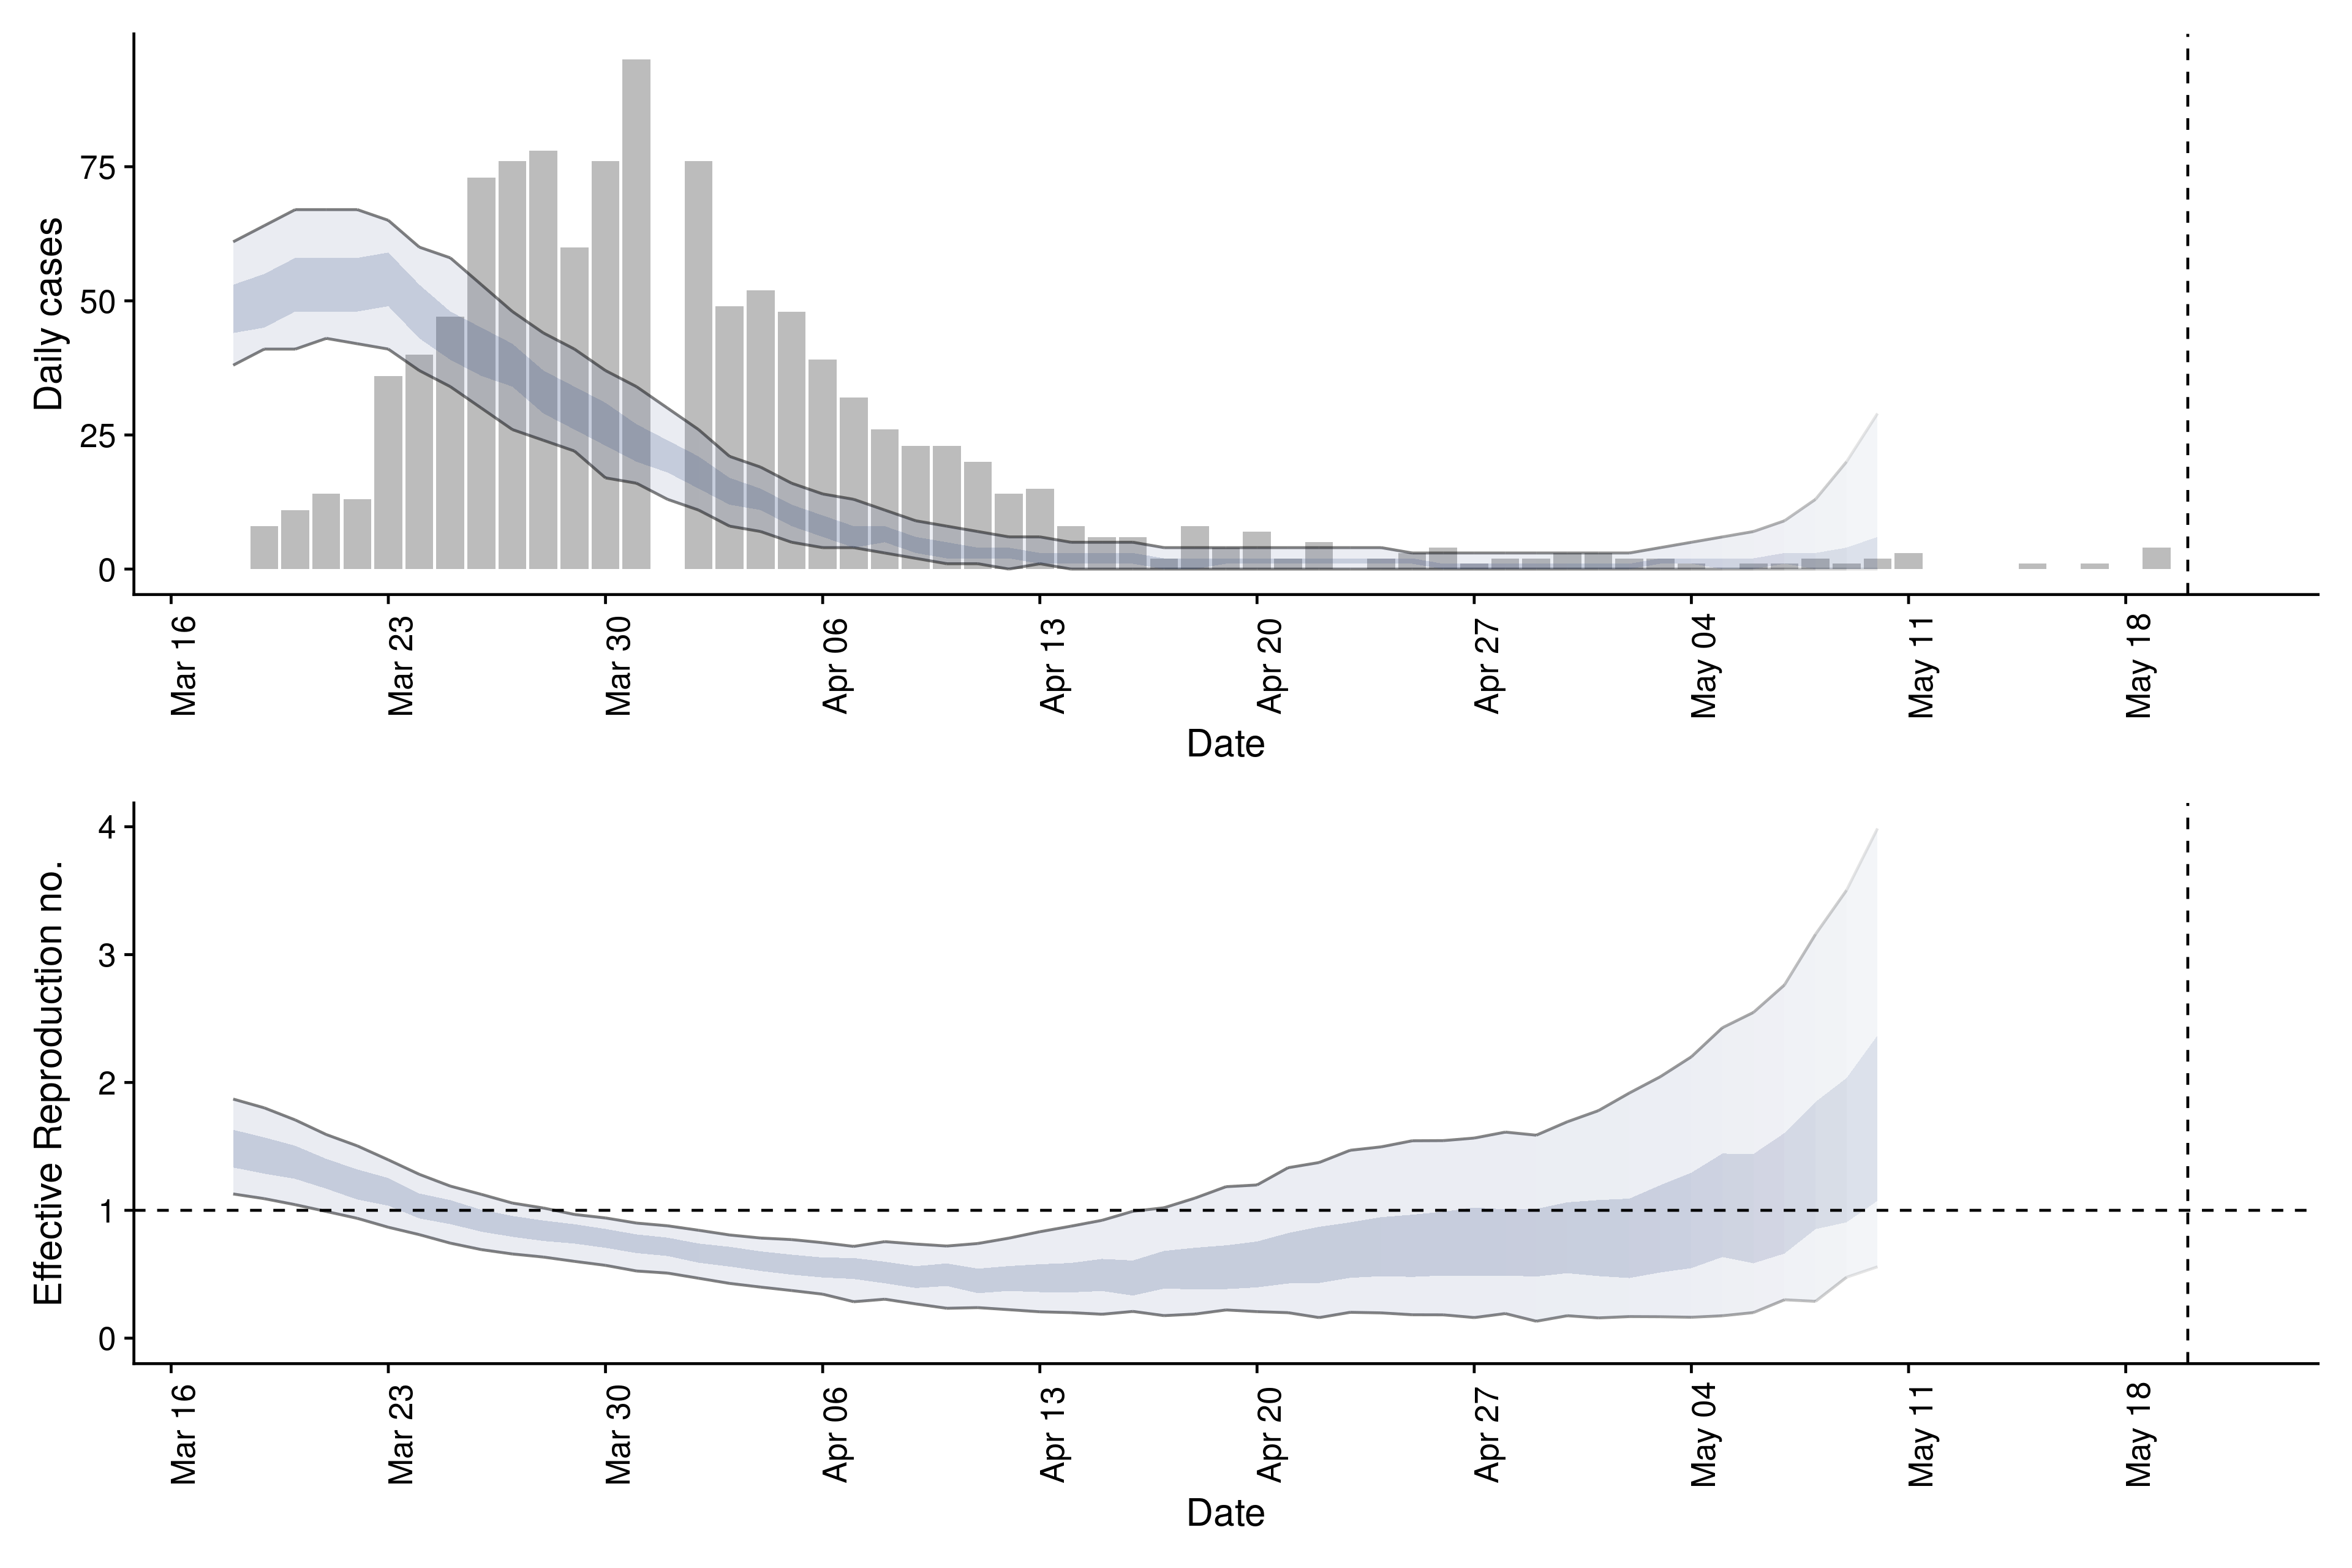 Daily cases
75
50
25
0
Mar 16
Mar 23
Mar 30
Apr 06
Apr 13
Apr 20
Apr 27
May 04
May 11
May 18
Date
Effective Reproduction no.
4
3
2
1
0
Mar 16
Mar 23
Mar 30
Apr 06
Apr 13
Apr 20
Apr 27
May 04
May 11
May 18
Date